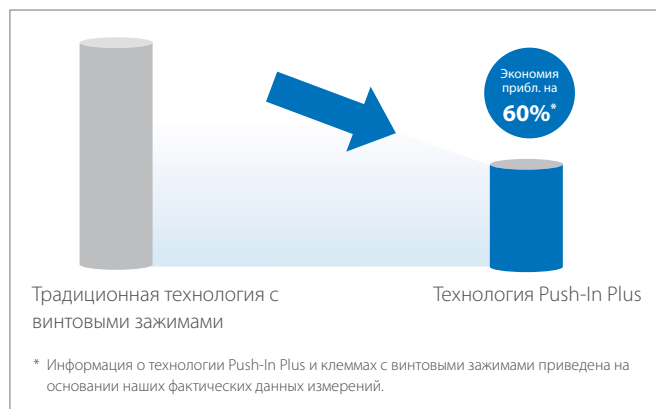 Экономия
прибл. на
60%*
Традиционная технология с
винтовыми зажимами
Технология Push-In Plus
* Информация о технологии Push-In Plus и клеммах с винтовыми зажимами приведена на
основании наших фактических данных измерений.